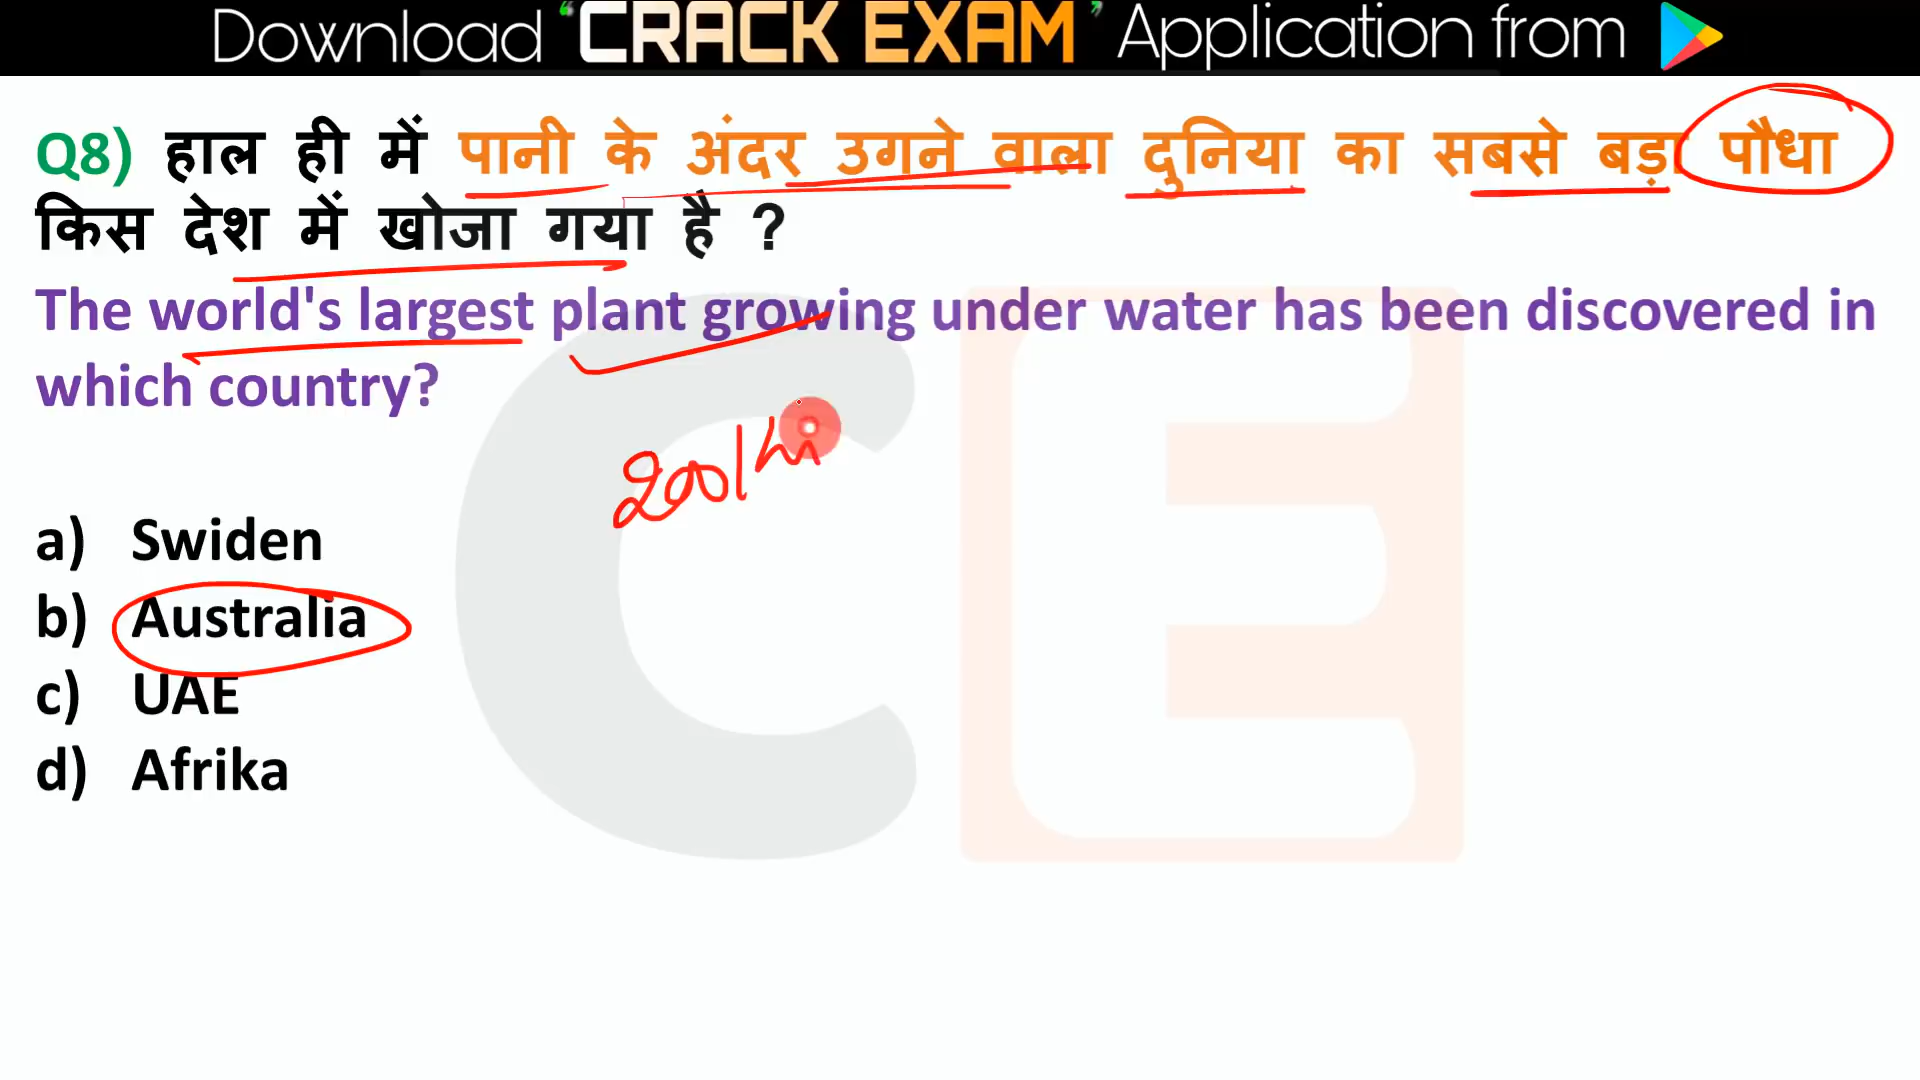 Download “CRACK EXAM” Application from
Q8) हाल ही में पानी के अंदर उगने वाला दुनिया का सबसे बड़ा पौधा
किस देश में खोजा गया है ?
The world's largest plant growing under water has been discovered in
which country?
a) Swiden
b) Australia
c) UAE
d) Afrika
CE